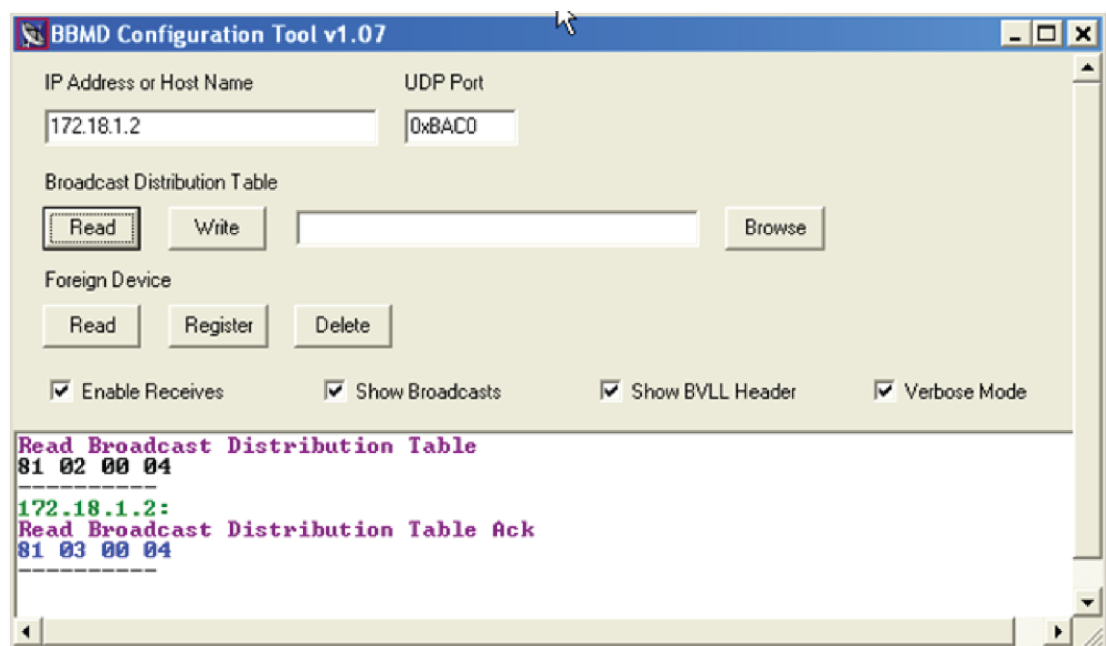 BBMD Configuration Tool v1.07
IP Address or Host Name UDP Port
172.18.1.2 0xBAC0
Broadcast Distribution Table
Read Write Browse
Foreign Device
Read Register Delete
Enable Receives Show Broadcasts Show BVLL Header Verbose Mode
Read Broadcast Distribution Table
81 02 00 04
----------
172.18.1.2:
Read Broadcast Distribution Table Ack
81 03 00 04
----------